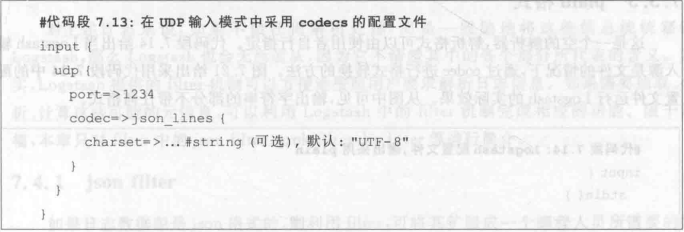 #代码段 7.13: 在 UDP 输入模式中采用 codecs 的配置文件
input {
udp {
port=>1234
codec=>json_lines {
charset=>...#string (可选), 默认: "UTF-8"
}
}
}